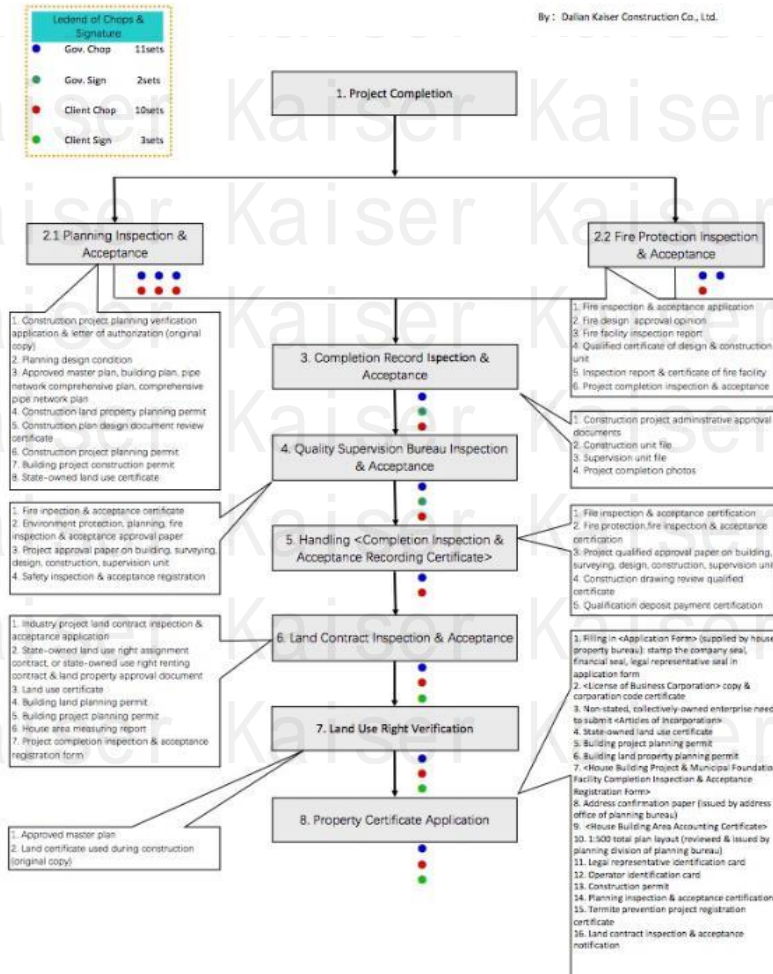 Ledend of Chops &
Signature
Gov. Chop 11sets
Gov. Sign 2sets
Client Chop 10sets
Client Sign 3sets
By : Dalian Kaiser Construction Co., Ltd.
1. Project Completion
2.1 Planning Inspection &
Acceptance
2.2 Fire Protection Inspection
& Acceptance
1. Construction project planning verification
application & letter of authorization (original
copy)
2. Planning design condition
3. Approved master plan, building plan, pipe
network comprehensive plan, comprehensive
pipe network plan
4. Construction land property planning permit
5. Construction plan design document review
certificate
6. Construction project planning permit
7. Building project construction permit
8. State-owned land use certificate
1. Fire inspection & acceptance application
2. Fire design approval opinion
3. Fire facility inspection report
4. Qualified certificate of design & construction
unit
5. Inspection report & certificate of fire facility
6. Project completion inspection & acceptance
3. Completion Record Ispection &
Acceptance
1. Construction project administrative approval
documents
2. Construction unit file
3. Supervision unit file
4. Project completion photos
4. Quality Supervision Bureau Inspection
& Acceptance
1. Fire inpection & acceptance certificate
2. Environment protection, planning, fire
inspection & acceptance approval paper
3. Project approval paper on building, surveying,
design, construction, supervision unit
4. Safety inspection & acceptance registration
5. Handling <Completion Inspection &
Acceptance Recording Certificate>
1. File inspection & acceptance certification
2. Fire protection,fire inspection & acceptance
certification
3. Project qualified approval paper on building,
surveying, design, construction, supervision unit
4. Construction drawing review qualified
certificate
5. Qualification deposit payment certification
6. Land Contract Inspection & Acceptance
1. Industry project land contract inspection &
acceptance application
2. State-owned land use right assignment
contract, or state-owned use right renting
contract & land property approval document
3. Land use certificate
4. Building land planning permit
5. Building project planning permit
6. House area measuring report
7. Project completion inspection & acceptance
registration form
7. Land Use Right Verification
1. Approved master plan
2. Land certificate used during construction
(original copy)
8. Property Certificate Application
1. Filling in <Application Form> (supplied by house
property bureau): stamp the company seal,
financial seal, legal representative seal in
application form
2. <License of Business Corporation> copy &
corporation code certificate
3. Non-stated, collectively-owned enterprise need
to submit <Articles of Incorporation>
4. State-owned land use certificate
5. Building project planning permit
6. Building land property planning permit
7. <House Building Project & Municipal Foundation
Facility Completion Inspection & Acceptance
Registration Form>
8. Address confirmation paper (issued by address
office of planning bureau)
9. <House Building Area Accounting Certificate>
10. 1:500 total plan layout (reviewed & issued by
planning division of planning bureau)
11. Legal representative identification card
12. Operator identification card
13. Construction permit
14. Planning inspection & acceptance certification
15. Termite prevention project registration
certificate
16. Land contract inspection & acceptance
notification
Kaiser Kaiser
Kaiser Kaiser
Kaiser Kaiser
Kaiser Kaiser
Kaiser Kaiser